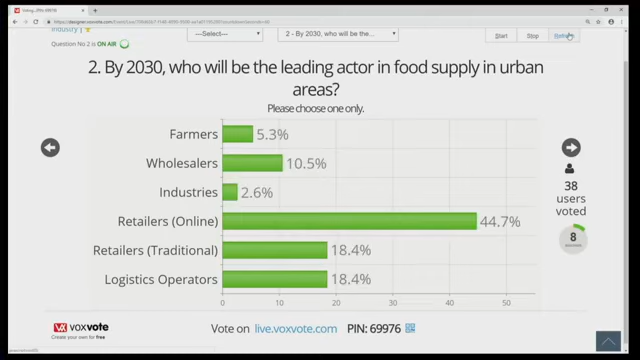 Industry |
Question No 2 is ON AIR
---Select---
2 - By 2030, who will be the...
Start
Stop
2. By 2030, who will be the leading actor in food supply in urban
areas?
Please choose one only.
Farmers 5.3%
Wholesalers 10.5%
Industries 2.6%
Retailers (Online) 44.7%
Retailers (Traditional) 18.4%
Logistics Operators 18.4%
0 10 20 30 40 50
38
users
voted
8
voxvote
Create your own for free
Vote on live.voxvote.com PIN: 69976